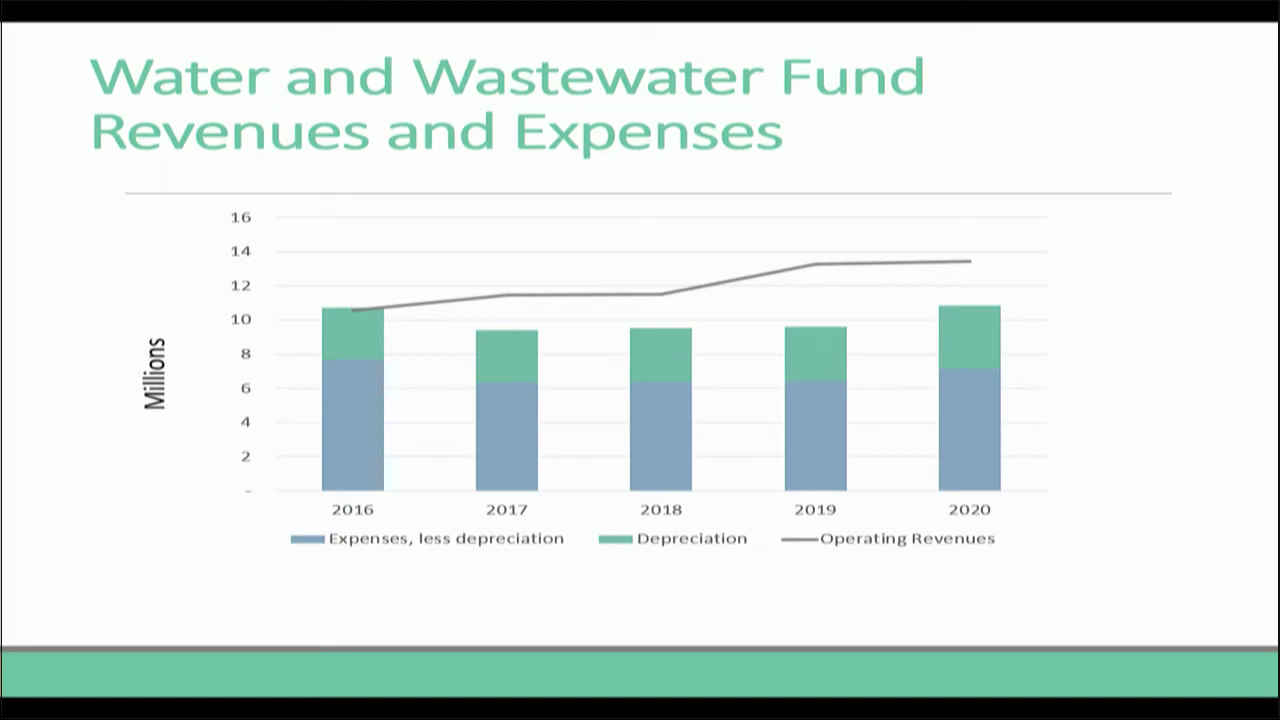 Water and Wastewater Fund
Revenues and Expenses
16
14
12
10
8
6
4
2
-
Millions
2016 2017 2018 2019 2020
Expenses, less depreciation Depreciation Operating Revenues